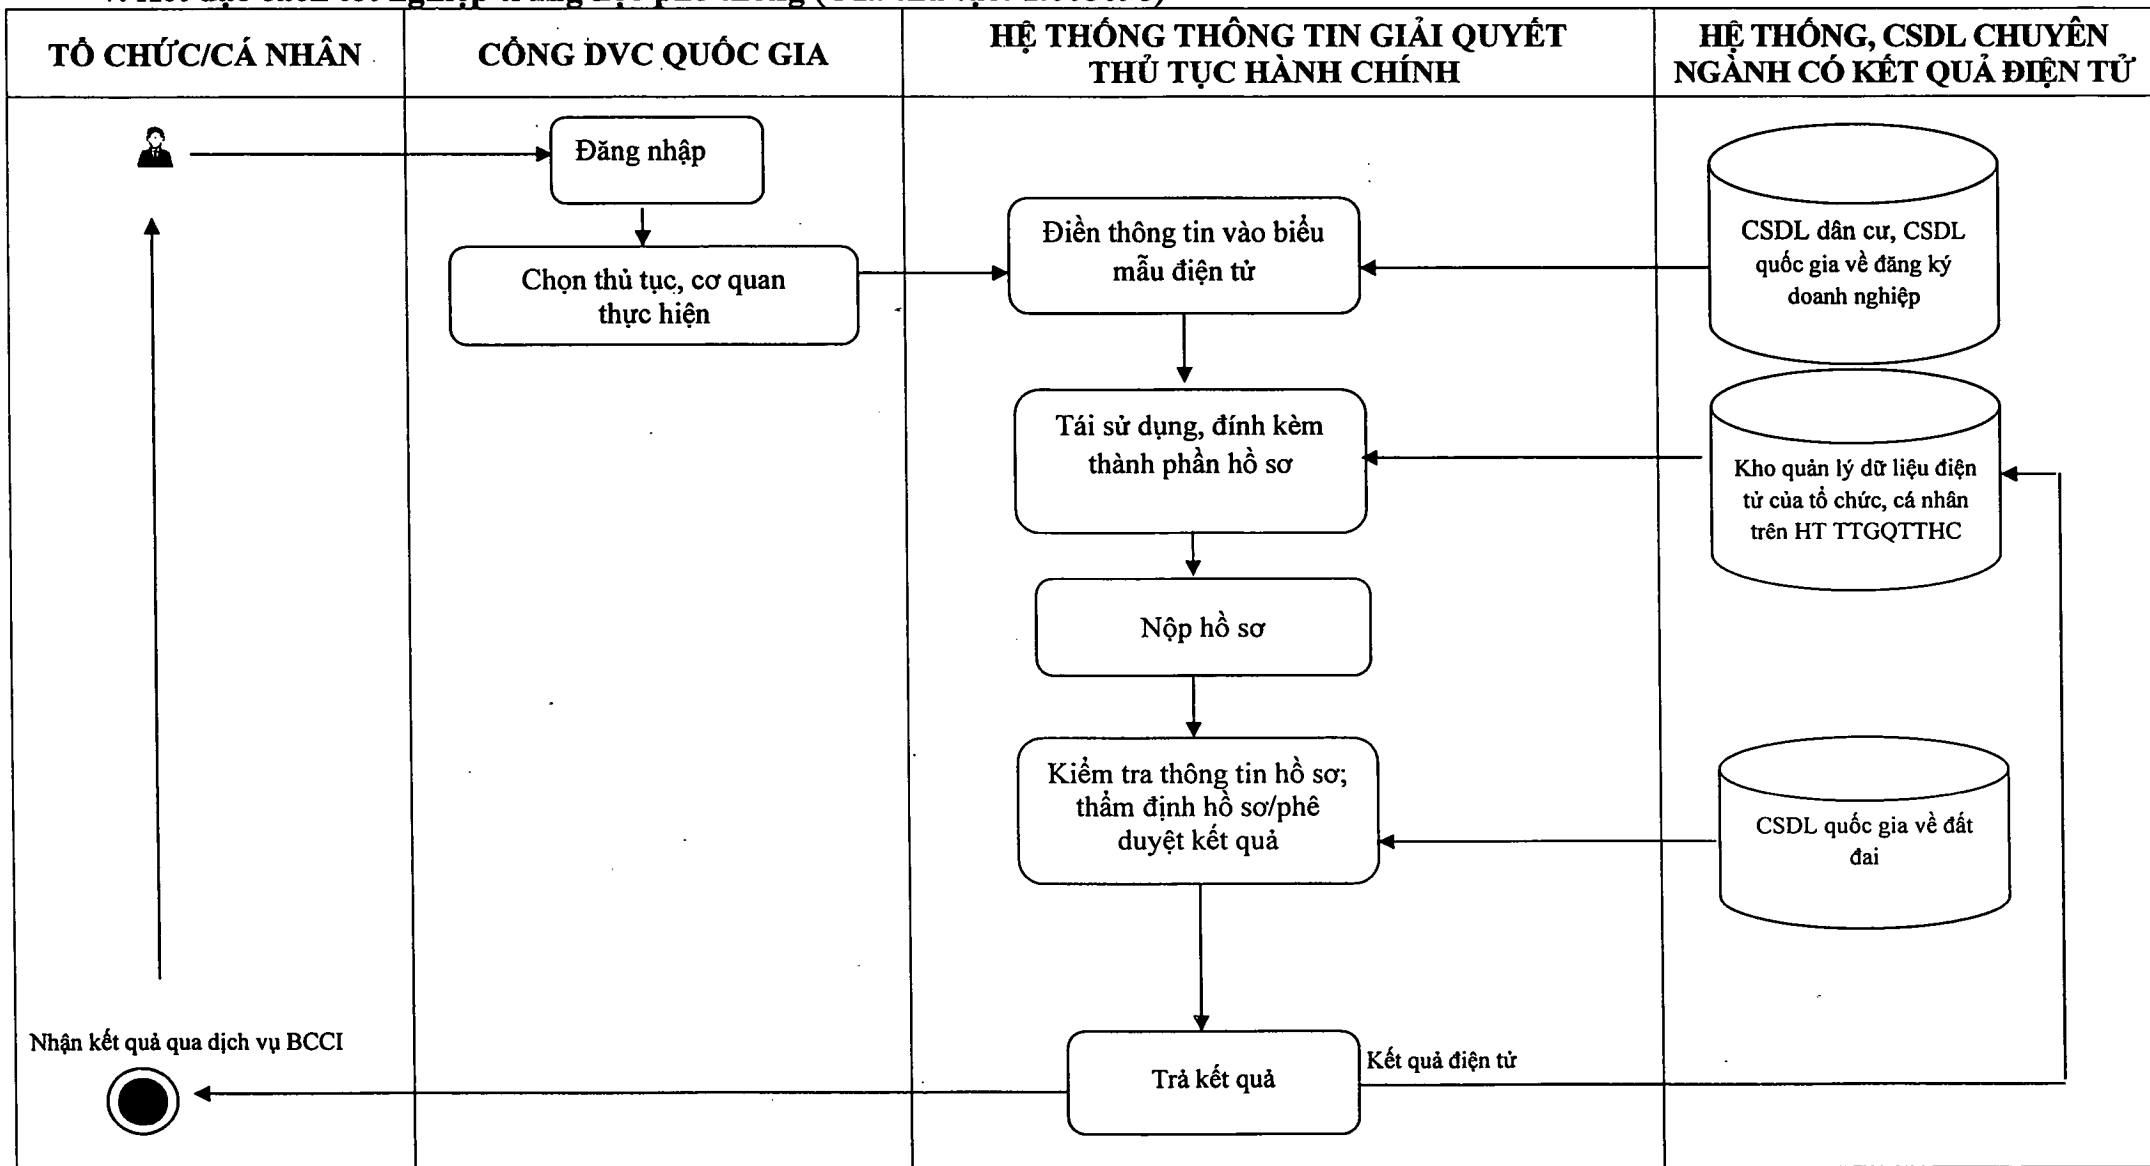 TỔ CHỨC/CÁ NHÂN
CỔNG DVC QUỐC GIA
HỆ THỐNG THÔNG TIN GIẢI QUYẾT
THỦ TỤC HÀNH CHÍNH
HỆ THỐNG, CSDL CHUYÊN
NGÀNH CÓ KẾT QUẢ ĐIỆN TỬ
Đăng nhập
Chọn thủ tục, cơ quan
thực hiện
Điền thông tin vào biểu
mẫu điện tử
CSDL dân cư, CSDL
quốc gia về đăng ký
doanh nghiệp
Tái sử dụng, đính kèm
thành phần hồ sơ
Kho quản lý dữ liệu điện
tử của tổ chức, cá nhân
trên HT TTGQTTHC
Nộp hồ sơ
Kiểm tra thông tin hồ sơ;
thẩm định hồ sơ/phê
duyệt kết quả
CSDL quốc gia về đất
đai
Nhận kết quả qua dịch vụ BCCI
Trả kết quả
Kết quả điện tử